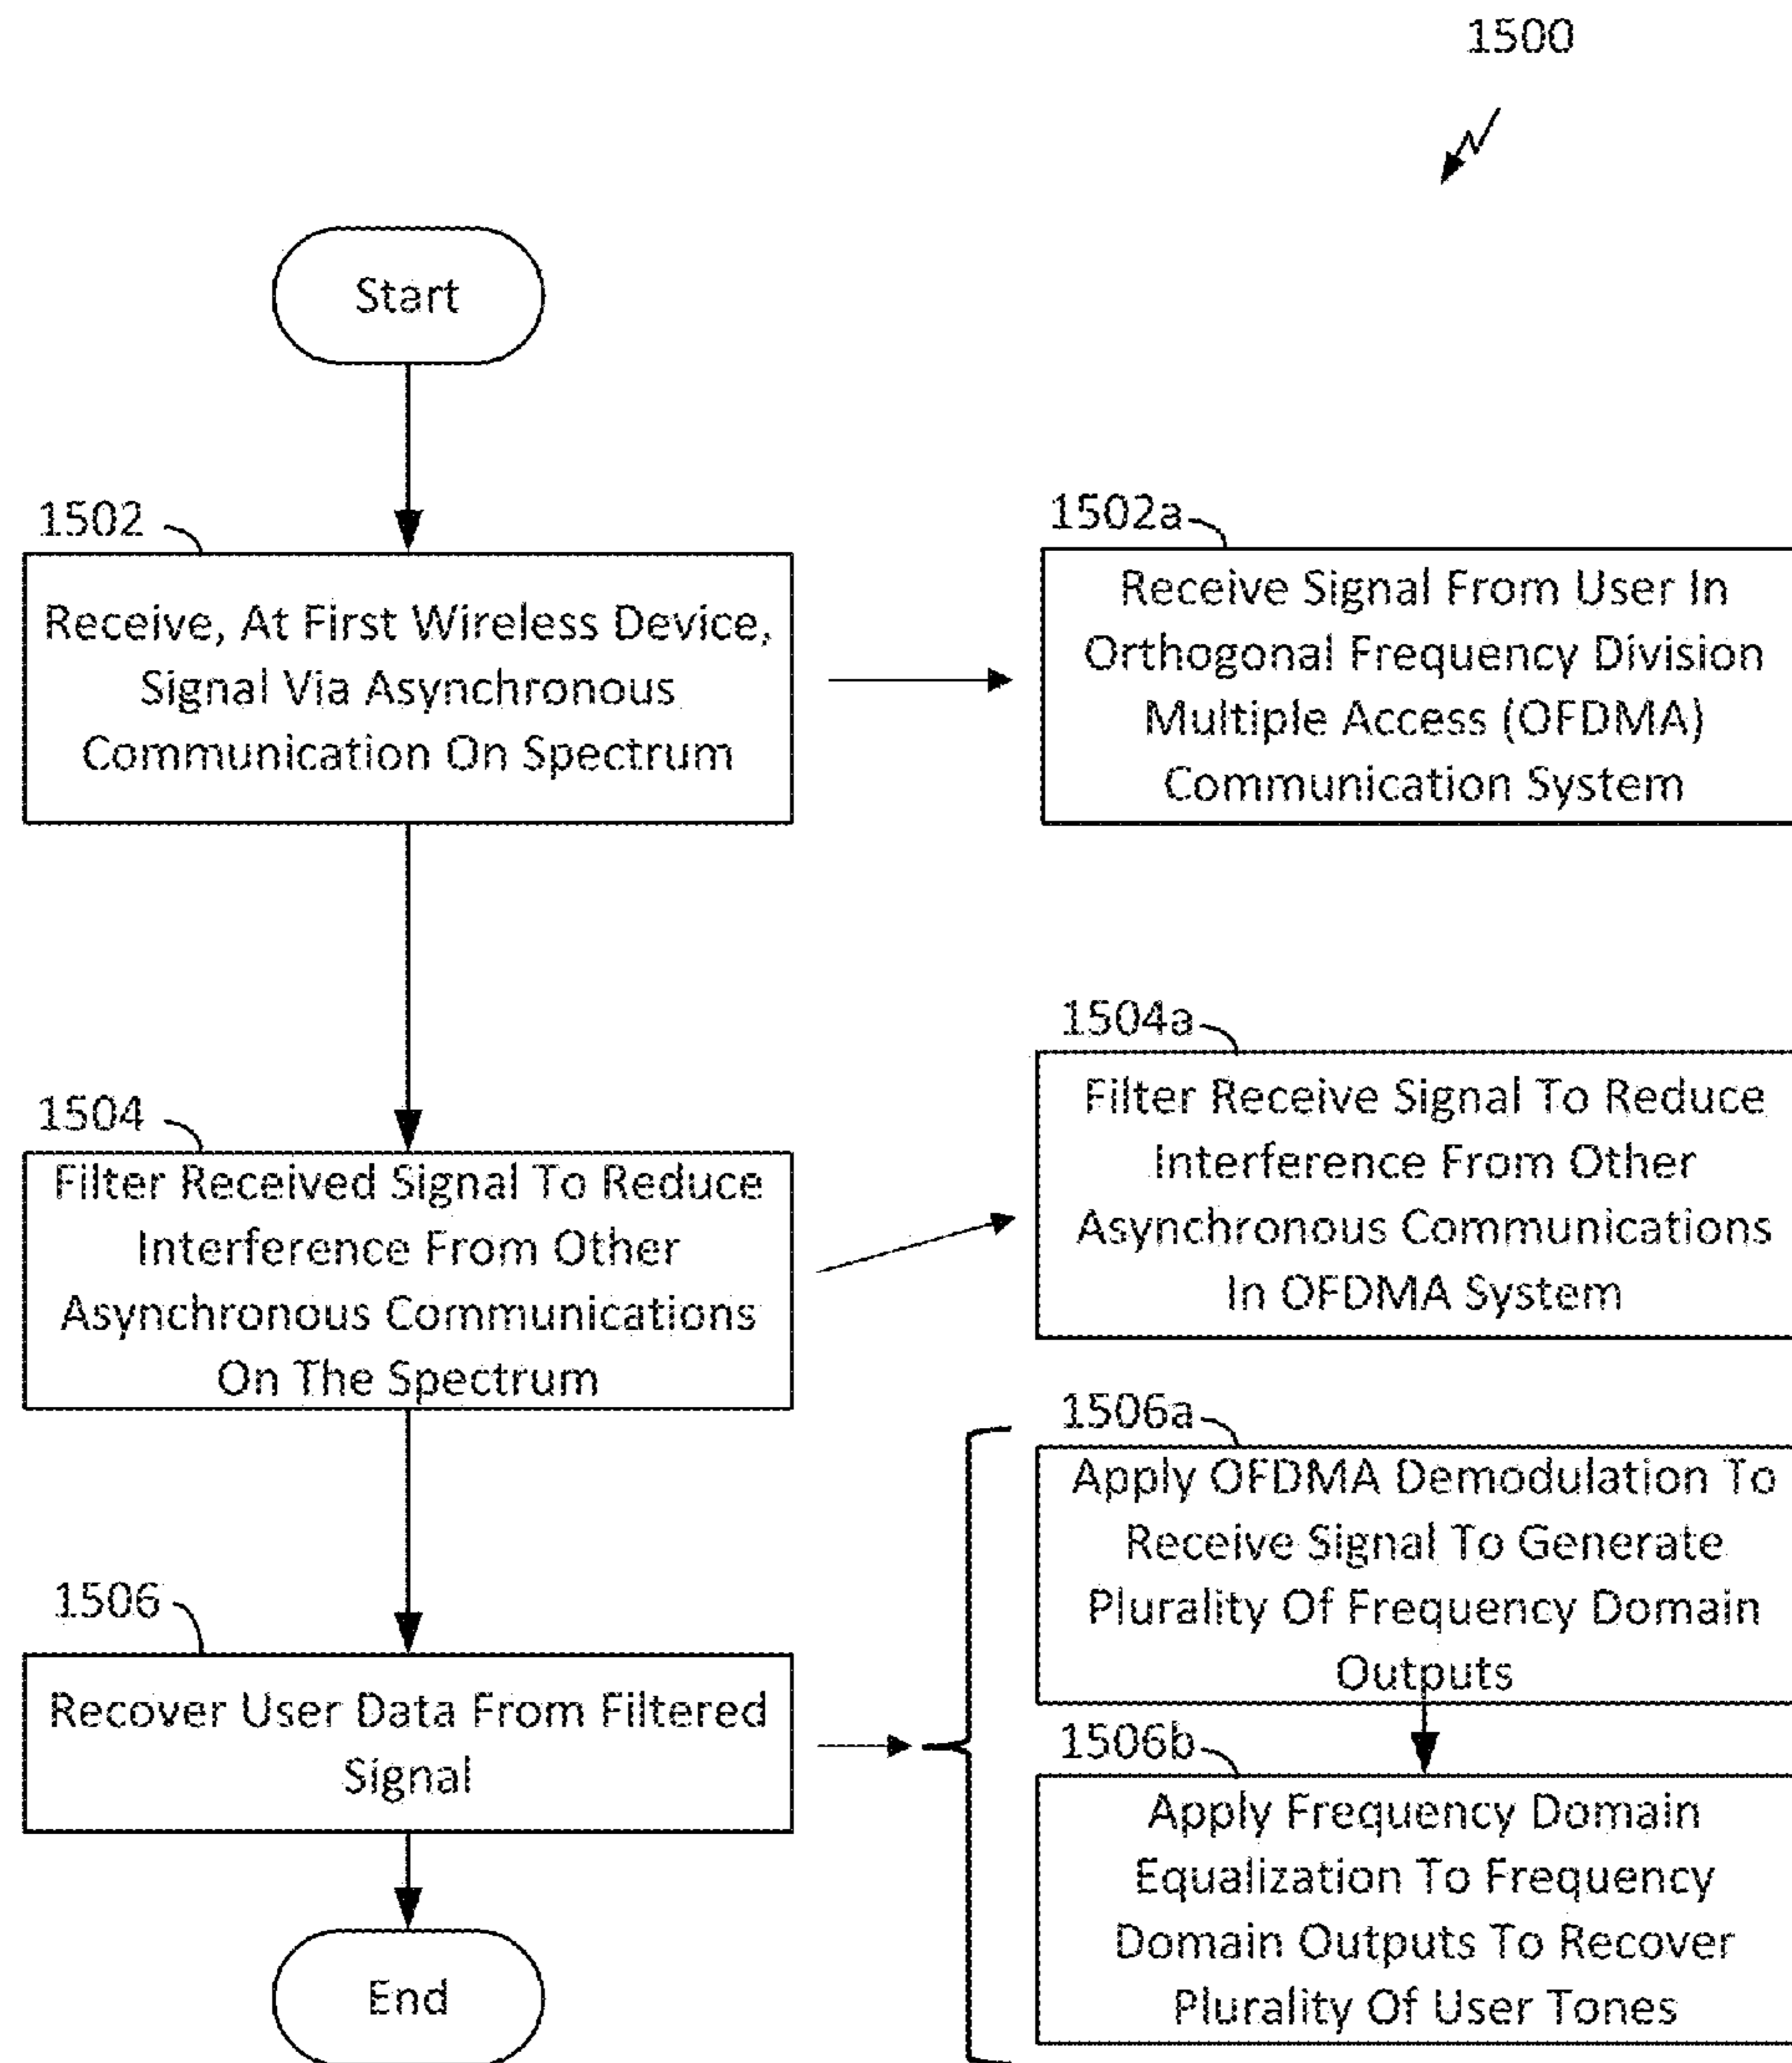 1500
Start
1502
Receive, At First Wireless Device,
Signal Via Asynchronous
Communication On Spectrum
1502a
Receive Signal From User In
Orthogonal Frequency Division
Multiple Access (OFDMA)
Communication System
1504
Filter Received Signal To Reduce
Interference From Other
Asynchronous Communications
On The Spectrum
1504a
Filter Receive Signal To Reduce
Interference From Other
Asynchronous Communications
In OFDMA System
1506
Recover User Data From Filtered
Signal
1506a
Apply OFDMA Demodulation To
Receive Signal To Generate
Plurality Of Frequency Domain
Outputs
1506b
Apply Frequency Domain
Equalization To Frequency
Domain Outputs To Recover
Plurality Of User Tones
End